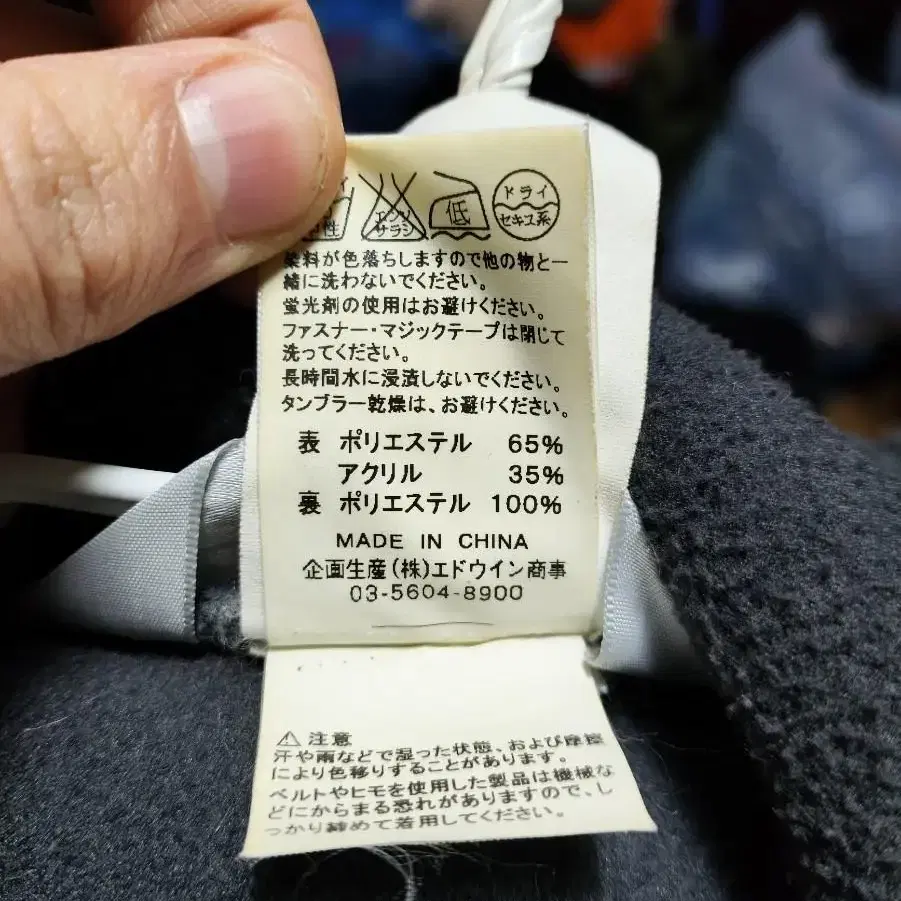 中性
エンソ
サラシ
低
ドライ
セキユ系
染料が色落ちしますので他の物と一
緒に洗わないでください。
蛍光剤の使用はお避けください。
ファスナー・マジックテープは閉じて
洗ってください。
長時間水に浸漬しないでください。
タンブラー乾燥は、お避けください。
表 ポリエステル 65%
アクリル 35%
裏 ポリエステル 100%
MADE IN CHINA
企画生産(株)エドウイン商事
03-5604-8900
⚠ 注意
汗や雨などで湿った状態、および摩擦
により色移りすることがあります。
ベルトやヒモを使用した製品は機械な
どにからまる恐れがありますので、し
っかり締めて着用してください。